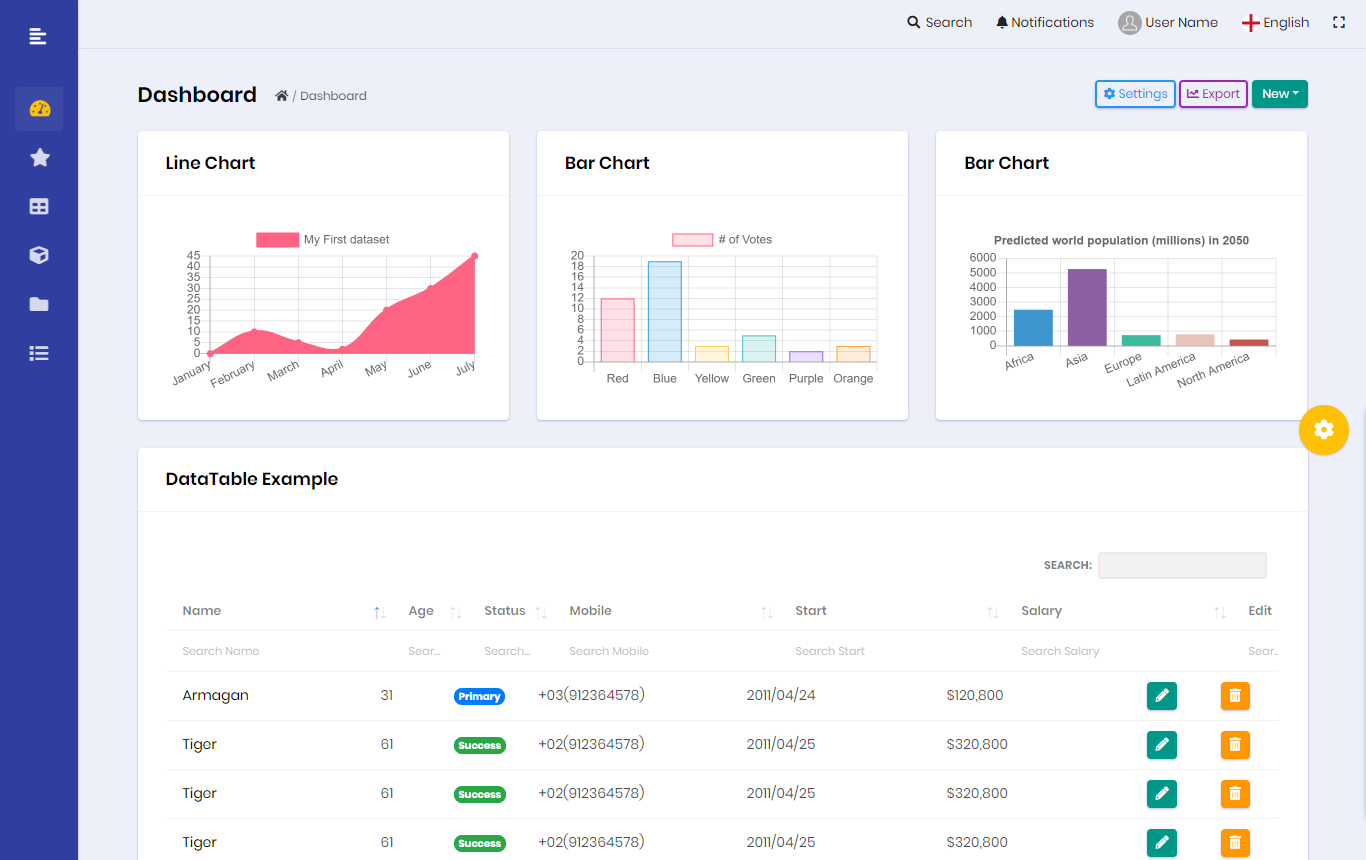 Search Notifications User Name English
Dashboard / Dashboard
Settings Export New
Line Chart
My First dataset
45
40
35
30
25
20
15
10
5
0
January February March April May June July
Bar Chart
# of Votes
20
18
16
14
12
10
8
6
4
2
0
Red Blue Yellow Green Purple Orange
Bar Chart
Predicted world population (millions) in 2050
6000
5000
4000
3000
2000
1000
0
Africa Asia Europe Latin America North America
DataTable Example
SEARCH:
Name Age Status Mobile Start Salary Edit
Search Name Sear... Search... Search Mobile Search Start Search Salary Sear...
Armagan 31 Primary +03(912364578) 2011/04/24 $120,800
Tiger 61 Success +02(912364578) 2011/04/25 $320,800
Tiger 61 Success +02(912364578) 2011/04/25 $320,800
Tiger 61 Success +02(912364578) 2011/04/25 $320,800